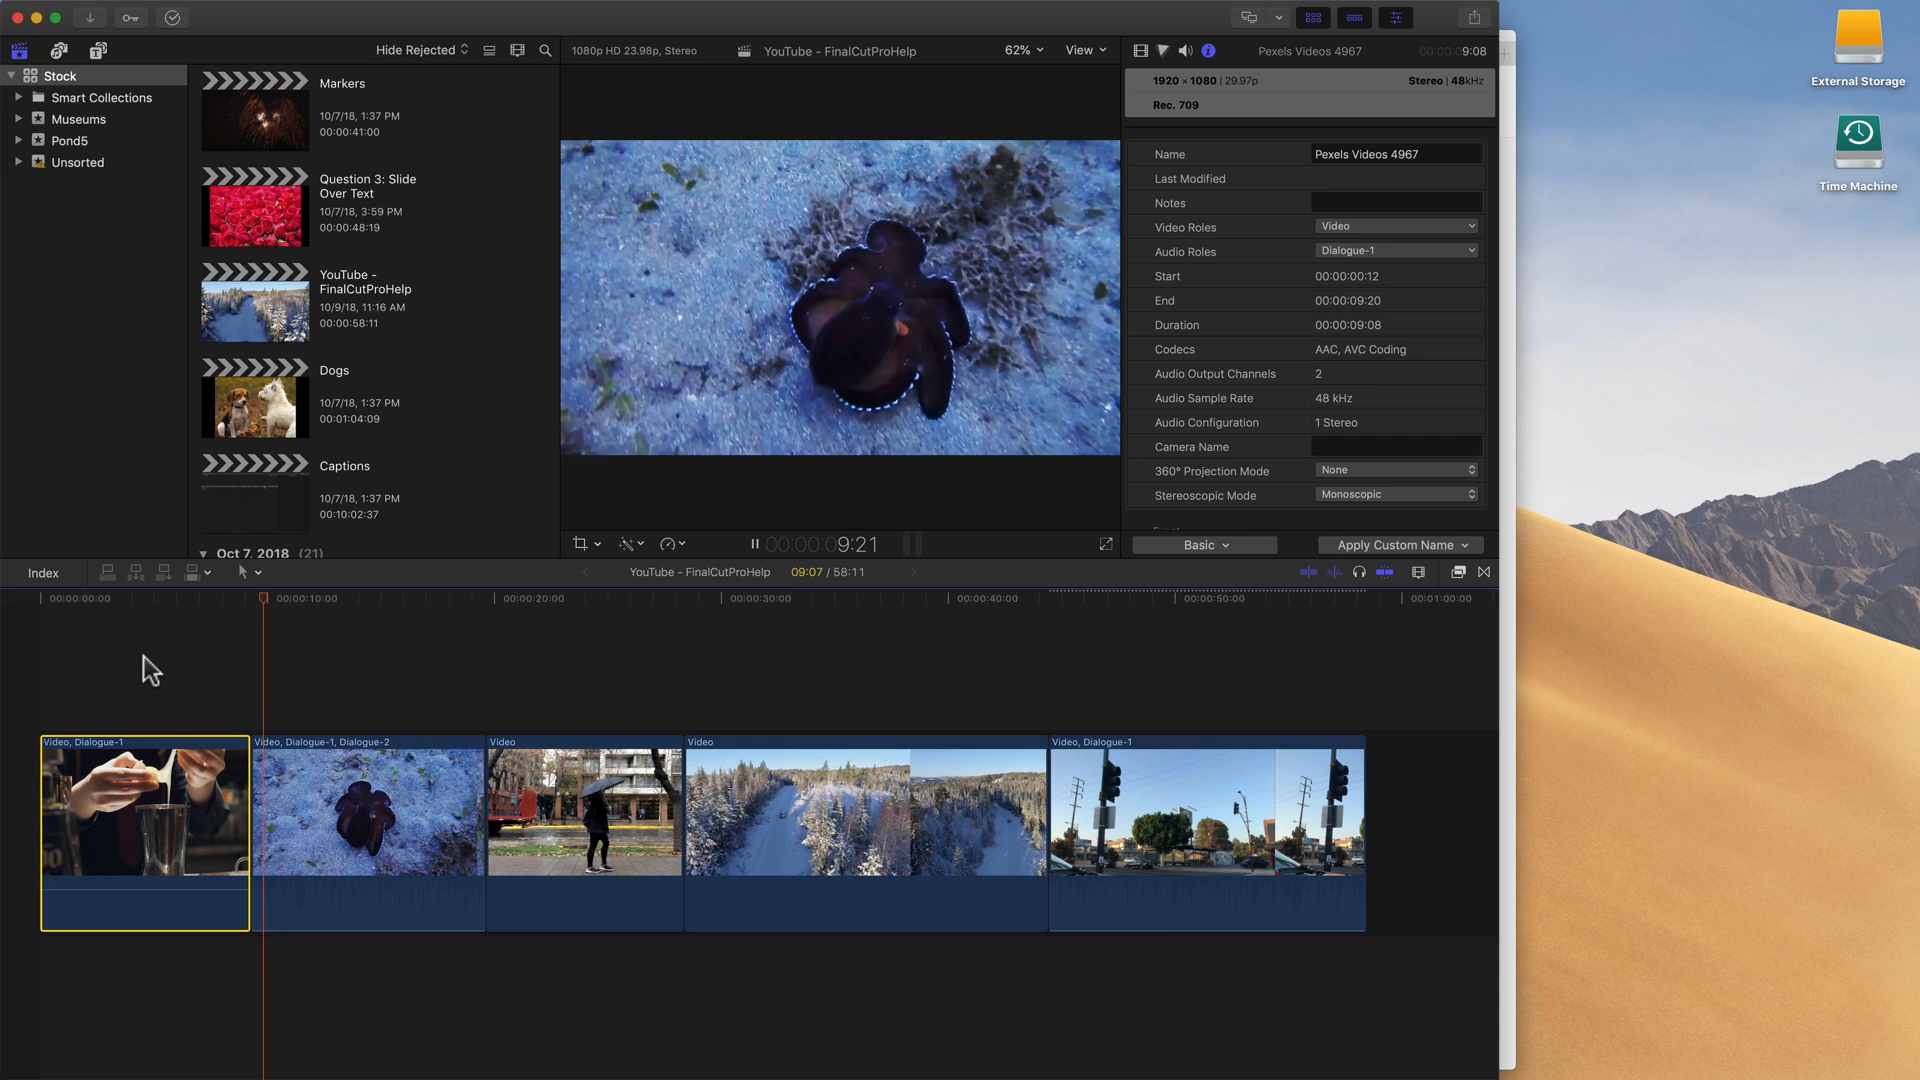 Hide Rejected
1080p HD 23.98p, Stereo
YouTube - FinalCutProHelp
62%
View
Pexels Videos 4967
00:00:09:08
External Storage
Time Machine
Stock
Smart Collections
Museums
Pond5
Unsorted
Markers
10/7/18, 1:37 PM
00:00:41:00
Question 3: Slide
Over Text
10/7/18, 3:59 PM
00:00:48:19
YouTube -
FinalCutProHelp
10/9/18, 11:16 AM
00:00:58:11
Dogs
10/7/18, 1:37 PM
00:01:04:09
Captions
10/7/18, 1:37 PM
00:10:02:37
Oct 7, 2018 (21)
1920 × 1080 | 29.97p
Stereo | 48kHz
Rec. 709
Name Pexels Videos 4967
Last Modified
Notes
Video Roles Video
Audio Roles Dialogue-1
Start 00:00:00:12
End 00:00:09:20
Duration 00:00:09:08
Codecs AAC, AVC Coding
Audio Output Channels 2
Audio Sample Rate 48 kHz
Audio Configuration 1 Stereo
Camera Name
360° Projection Mode None
Stereoscopic Mode Monoscopic
00:00:09:21
Basic
Apply Custom Name
Index
YouTube - FinalCutProHelp
09:07 / 58:11
00:00:00:00
00:00:10:00
00:00:20:00
00:00:30:00
00:00:40:00
00:00:50:00
00:01:00:00
Video, Dialogue-1
Video, Dialogue-1, Dialogue-2
Video
Video
Video, Dialogue-1